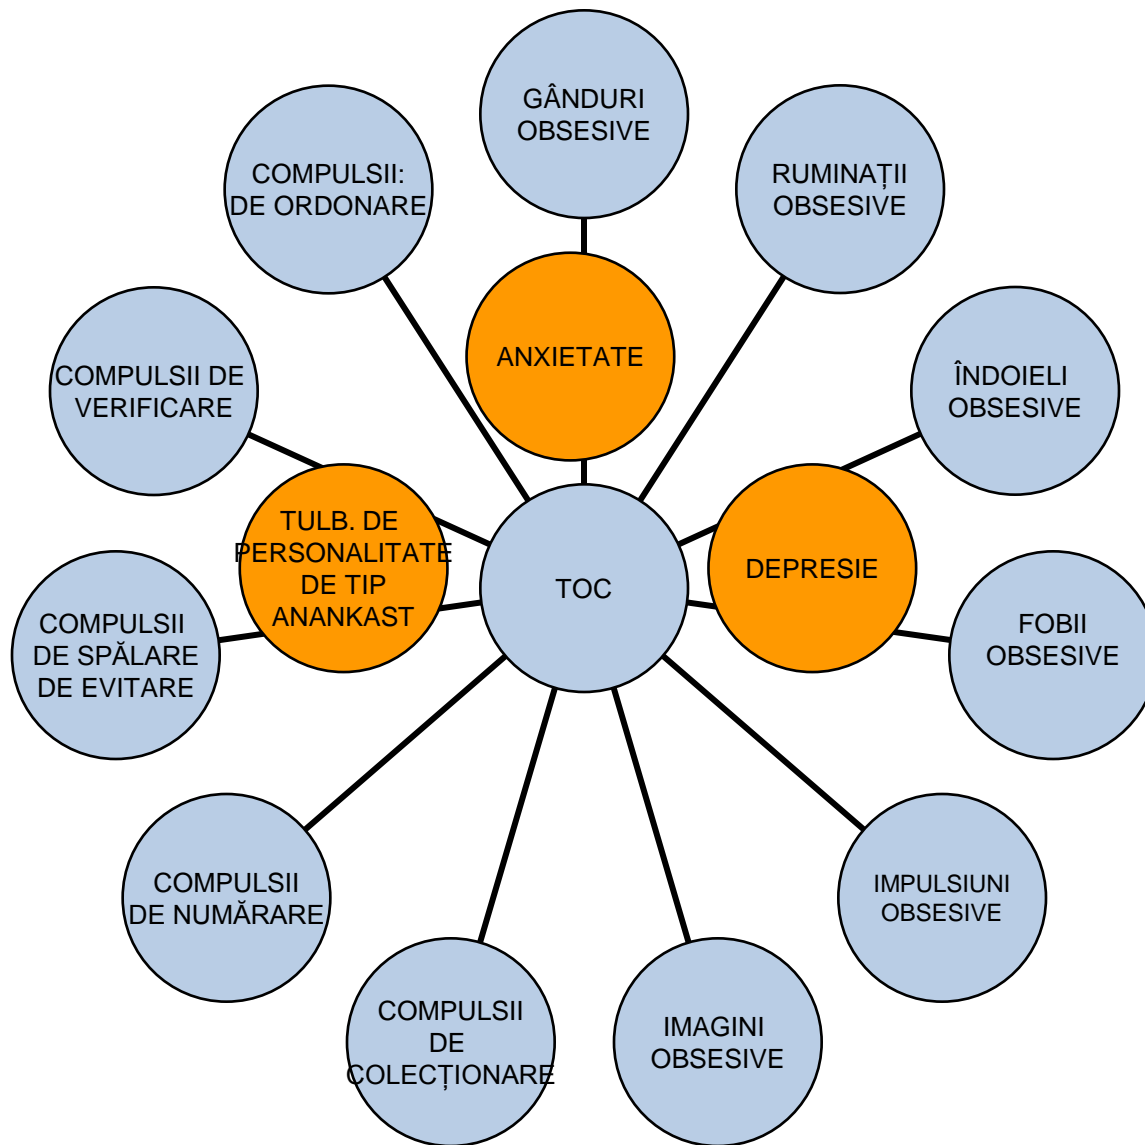 GÂNDURI
OBSESIVE
RUMINAȚII
OBSESIVE
ÎNDOIELI
OBSESIVE
FOBII
OBSESIVE
IMPULSIUNI
OBSESIVE
IMAGINI
OBSESIVE
COMPULSII
DE
COLECȚIONARE
COMPULSII
DE NUMĂRARE
COMPULSII
DE SPĂLARE
DE EVITARE
COMPULSII DE
VERIFICARE
COMPULSII:
DE ORDONARE
ANXIETATE
DEPRESIE
TULB. DE
PERSONALITATE
DE TIP
ANANKAST
TOC